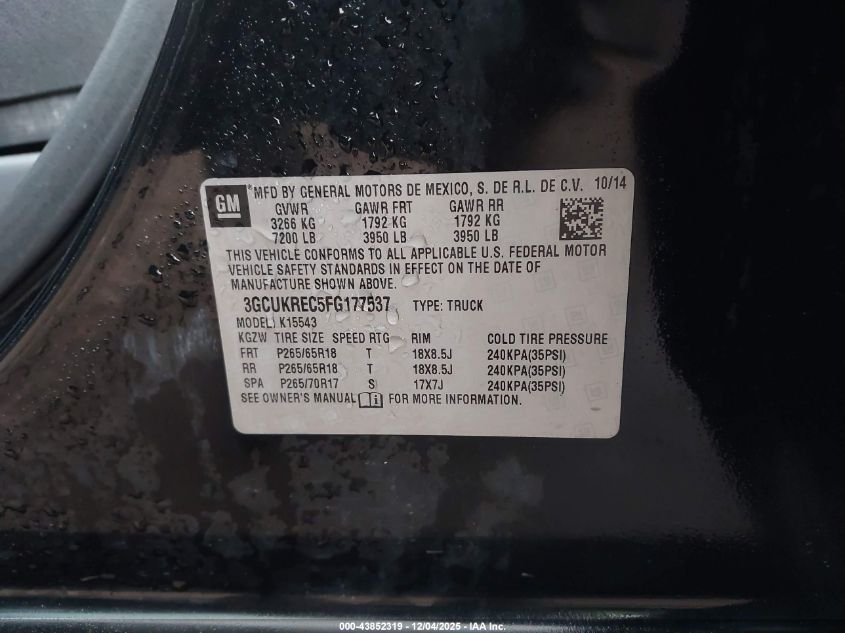 GM
*MFD BY GENERAL MOTORS DE MEXICO, S. DE R.L. DE C.V. 10/14
GVWR GAWR FRT GAWR RR
3266 KG 1792 KG 1792 KG
7200 LB 3950 LB 3950 LB
THIS VEHICLE CONFORMS TO ALL APPLICABLE U.S. FEDERAL MOTOR
VEHICLE SAFETY STANDARDS IN EFFECT ON THE DATE OF
MANUFACTURE SHOWN ABOVE.
3GCUKREC5FG177537 TYPE: TRUCK
MODEL: K15543
KGZW TIRE SIZE SPEED RTG RIM COLD TIRE PRESSURE
FRT P265/65R18 T 18X8.5J 240KPA(35PSI)
RR P265/65R18 T 18X8.5J 240KPA(35PSI)
SPA P265/70R17 S 17X7J 240KPA(35PSI)
SEE OWNER'S MANUAL FOR MORE INFORMATION.
000-43852319 - 12/04/2025 - IAA Inc.